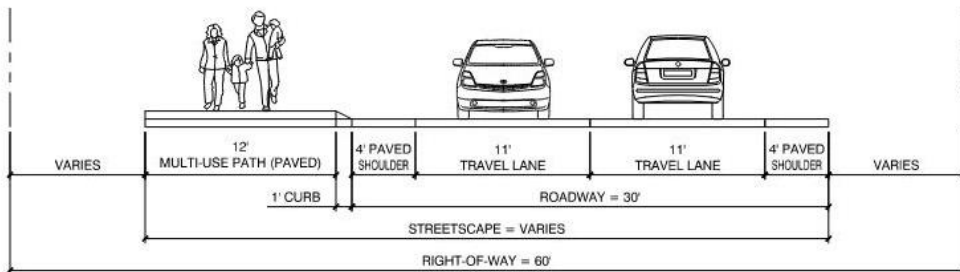 VARIES
12'
MULTI-USE PATH (PAVED)
4' PAVED
SHOULDER
11'
TRAVEL LANE
11'
TRAVEL LANE
4' PAVED
SHOULDER
VARIES
1' CURB
ROADWAY = 30'
STREETSCAPE = VARIES
RIGHT-OF-WAY = 60'